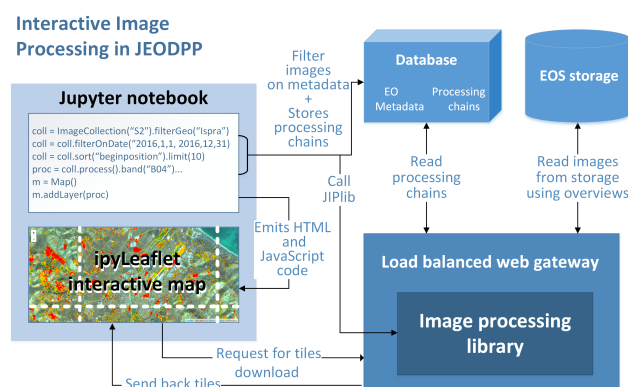 Interactive Image
Processing in JEODPP
Jupyter notebook
coll = ImageCollection("S2").filterGeo("Ispra")
coll = coll.filterOnDate("2016,1,1, 2016,12,31)
coll = coll.sort("beginposition").limit(10)
proc = coll.process().band("B04")...
m = Map()
m.addLayer(proc)
ipyLeaflet
interactive map
Filter
images
on metadata
+
Stores
processing
chains
Database
EO
Metadata
Processing
chains
EOS storage
Call
JIPlib
Read
processing
chains
Read images
from storage
using overviews
Emits HTML
and
JavaScript
code
Load balanced web gateway
Image processing
library
Request for tiles
download
Send back tiles